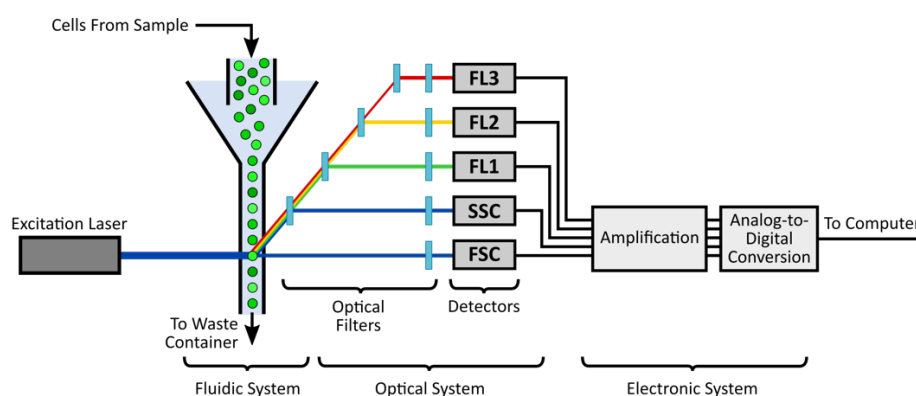 Cells From Sample
FL3
FL2
FL1
SSC
FSC
Excitation Laser
Amplification
Analog-to-
Digital
Conversion
To Computer
Optical
Filters
Detectors
To Waste
Container
Fluidic System
Optical System
Electronic System